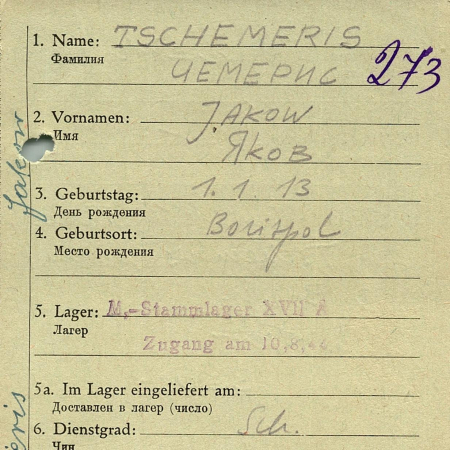 1. Name: TSCHEMERIS
Фамилия ЧЕМЕРИС 273
2. Vornamen: JAKOW
Имя ЯКОВ
3. Geburtstag: 1. 1. 13
День рождения
4. Geburtsort: Borispol
Место рождения
5. Lager: M.-Stammlager XVII A
Лагерь
Zugang am 10.8.
5a. Im Lager eingeliefert am:
Доставлен в лагерь (число)
6. Dienstgrad: Sch.
Чин
Jakow
eris